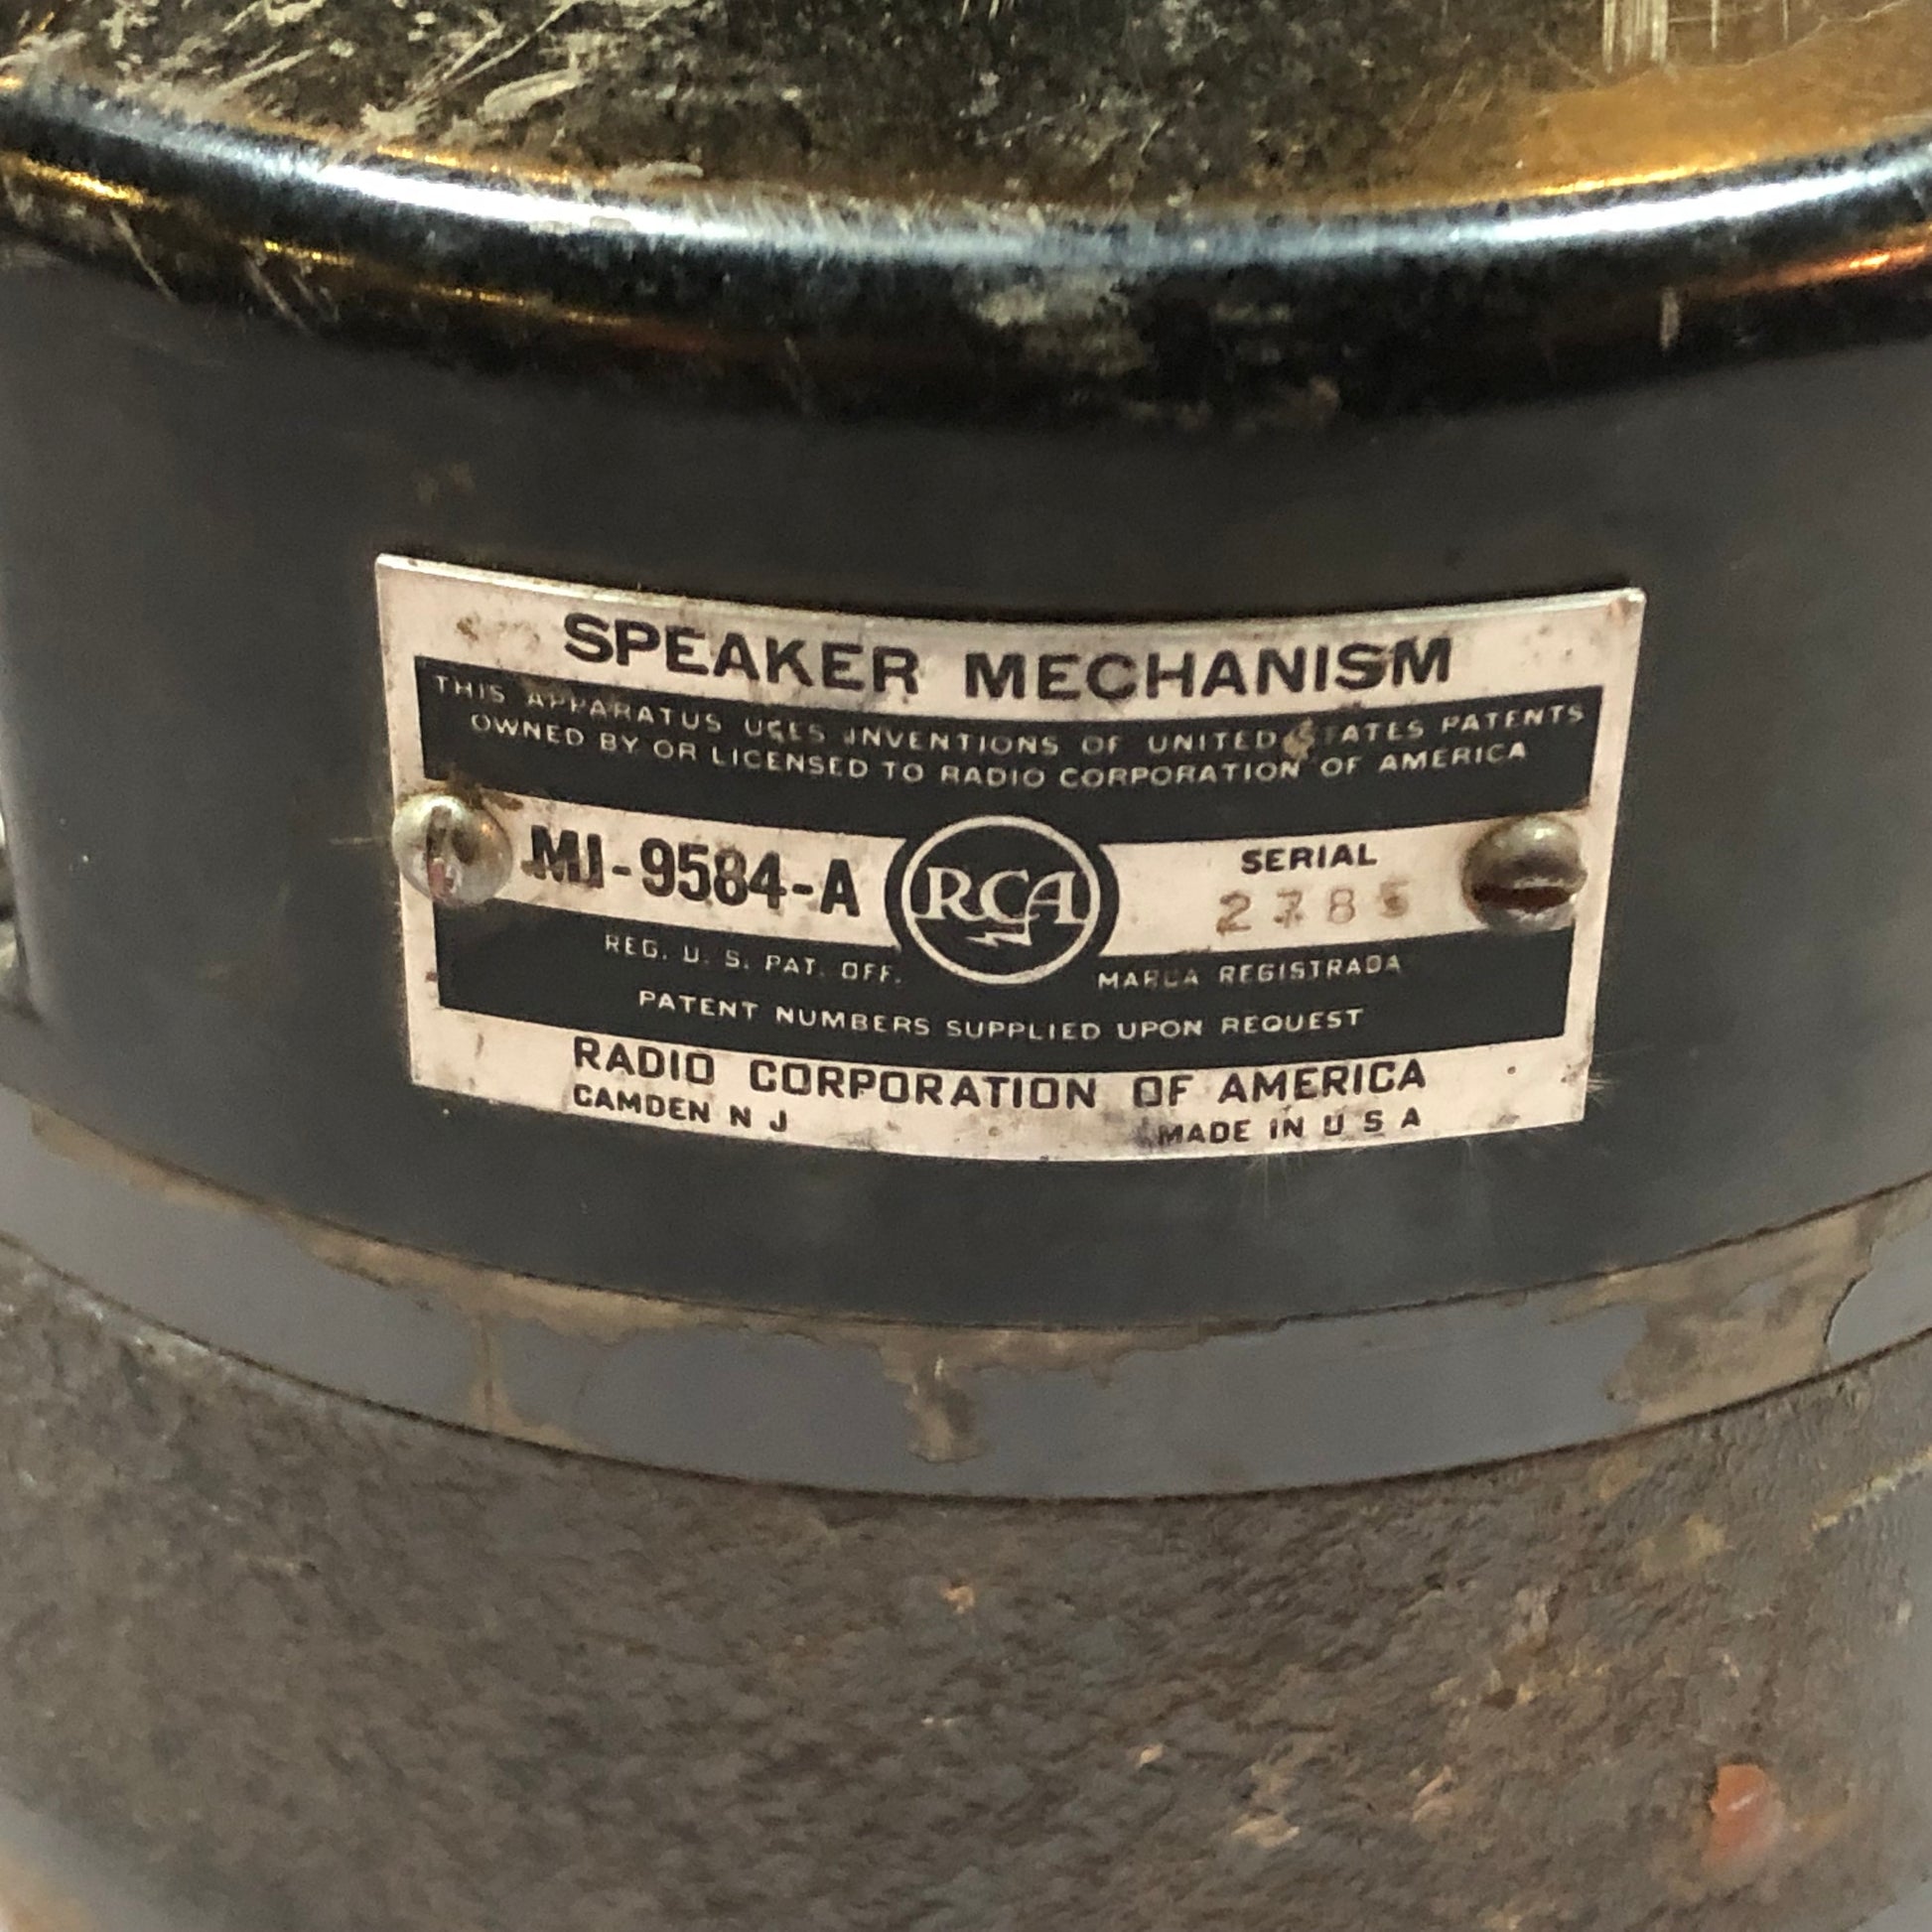 SPEAKER MECHANISM
THIS APPARATUS USES INVENTIONS OF UNITED STATES PATENTS
OWNED BY OR LICENSED TO RADIO CORPORATION OF AMERICA
MI-9584-A
RCA
SERIAL
2785
REG. U. S. PAT. OFF.
MARCA REGISTRADA
PATENT NUMBERS SUPPLIED UPON REQUEST
RADIO CORPORATION OF AMERICA
CAMDEN N J
MADE IN U S A